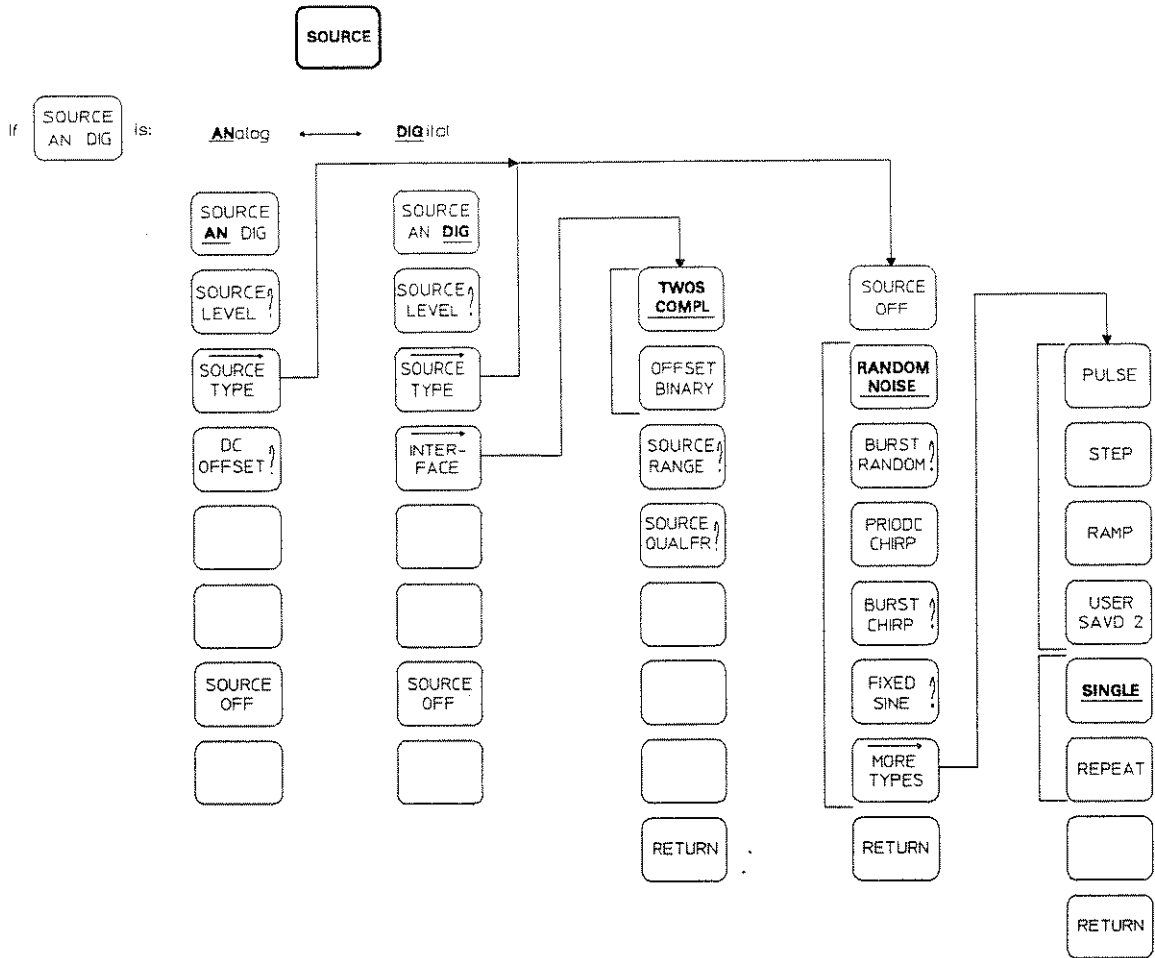 SOURCE
If
SOURCE
AN DIG
is:
ANalog
DIGital
SOURCE
AN DIG
SOURCE
LEVEL ?
SOURCE
TYPE
DC
OFFSET ?
SOURCE
OFF
SOURCE
AN DIG
SOURCE
LEVEL ?
SOURCE
TYPE
INTER-
FACE
SOURCE
OFF
TWOS
COMPL
OFFSET
BINARY
SOURCE
RANGE ?
SOURCE
QUALFR ?
RETURN
SOURCE
OFF
RANDOM
NOISE
BURST
RANDOM ?
PRIODC
CHIRP
BURST
CHIRP ?
FIXED
SINE ?
MORE
TYPES
RETURN
PULSE
STEP
RAMP
USER
SAVD 2
SINGLE
REPEAT
RETURN